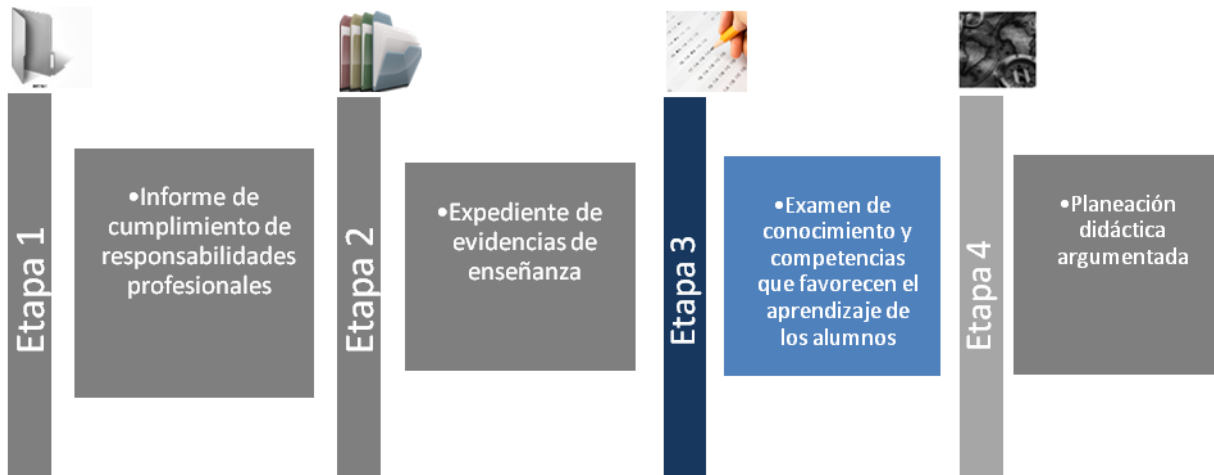 Etapa 1
•Informe de
cumplimiento de
responsabilidades
profesionales
Etapa 2
•Expediente de
evidencias de
enseñanza
Etapa 3
•Examen de
conocimiento y
competencias
que favorecen el
aprendizaje de
los alumnos
Etapa 4
•Planeación
didáctica
argumentada